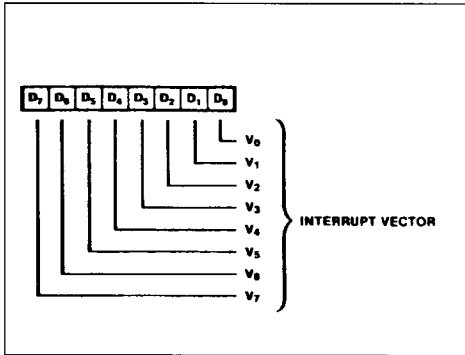 D₇ D₆ D₅ D₄ D₃ D₂ D₁ D₀
V₀
V₁
V₂
V₃
V₄
V₅
V₆
V₇
INTERRUPT VECTOR